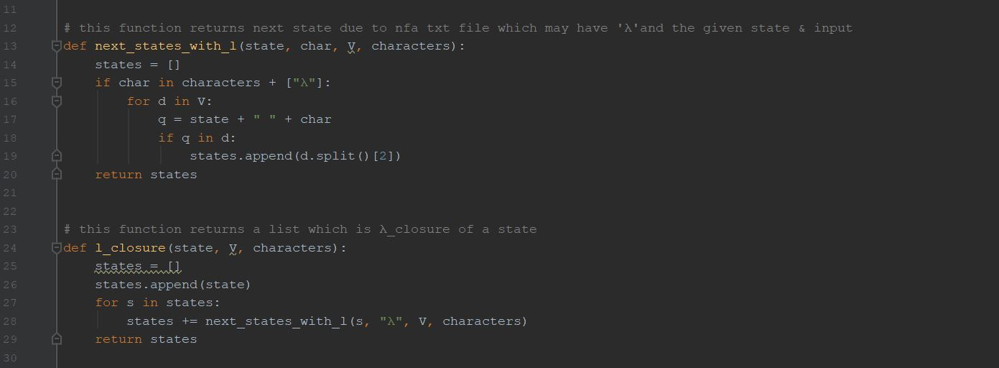 11
12 # this function returns next state due to nfa txt file which may have 'λ'and the given state & input
13 def next_states_with_l(state, char, V, characters):
14     states = []
15     if char in characters + ["λ"]:
16         for d in V:
17             q = state + " " + char
18             if q in d:
19                 states.append(d.split()[2])
20     return states
21
22
23 # this function returns a list which is λ_closure of a state
24 def l_closure(state, V, characters):
25     states = []
26     states.append(state)
27     for s in states:
28         states += next_states_with_l(s, "λ", V, characters)
29     return states
30